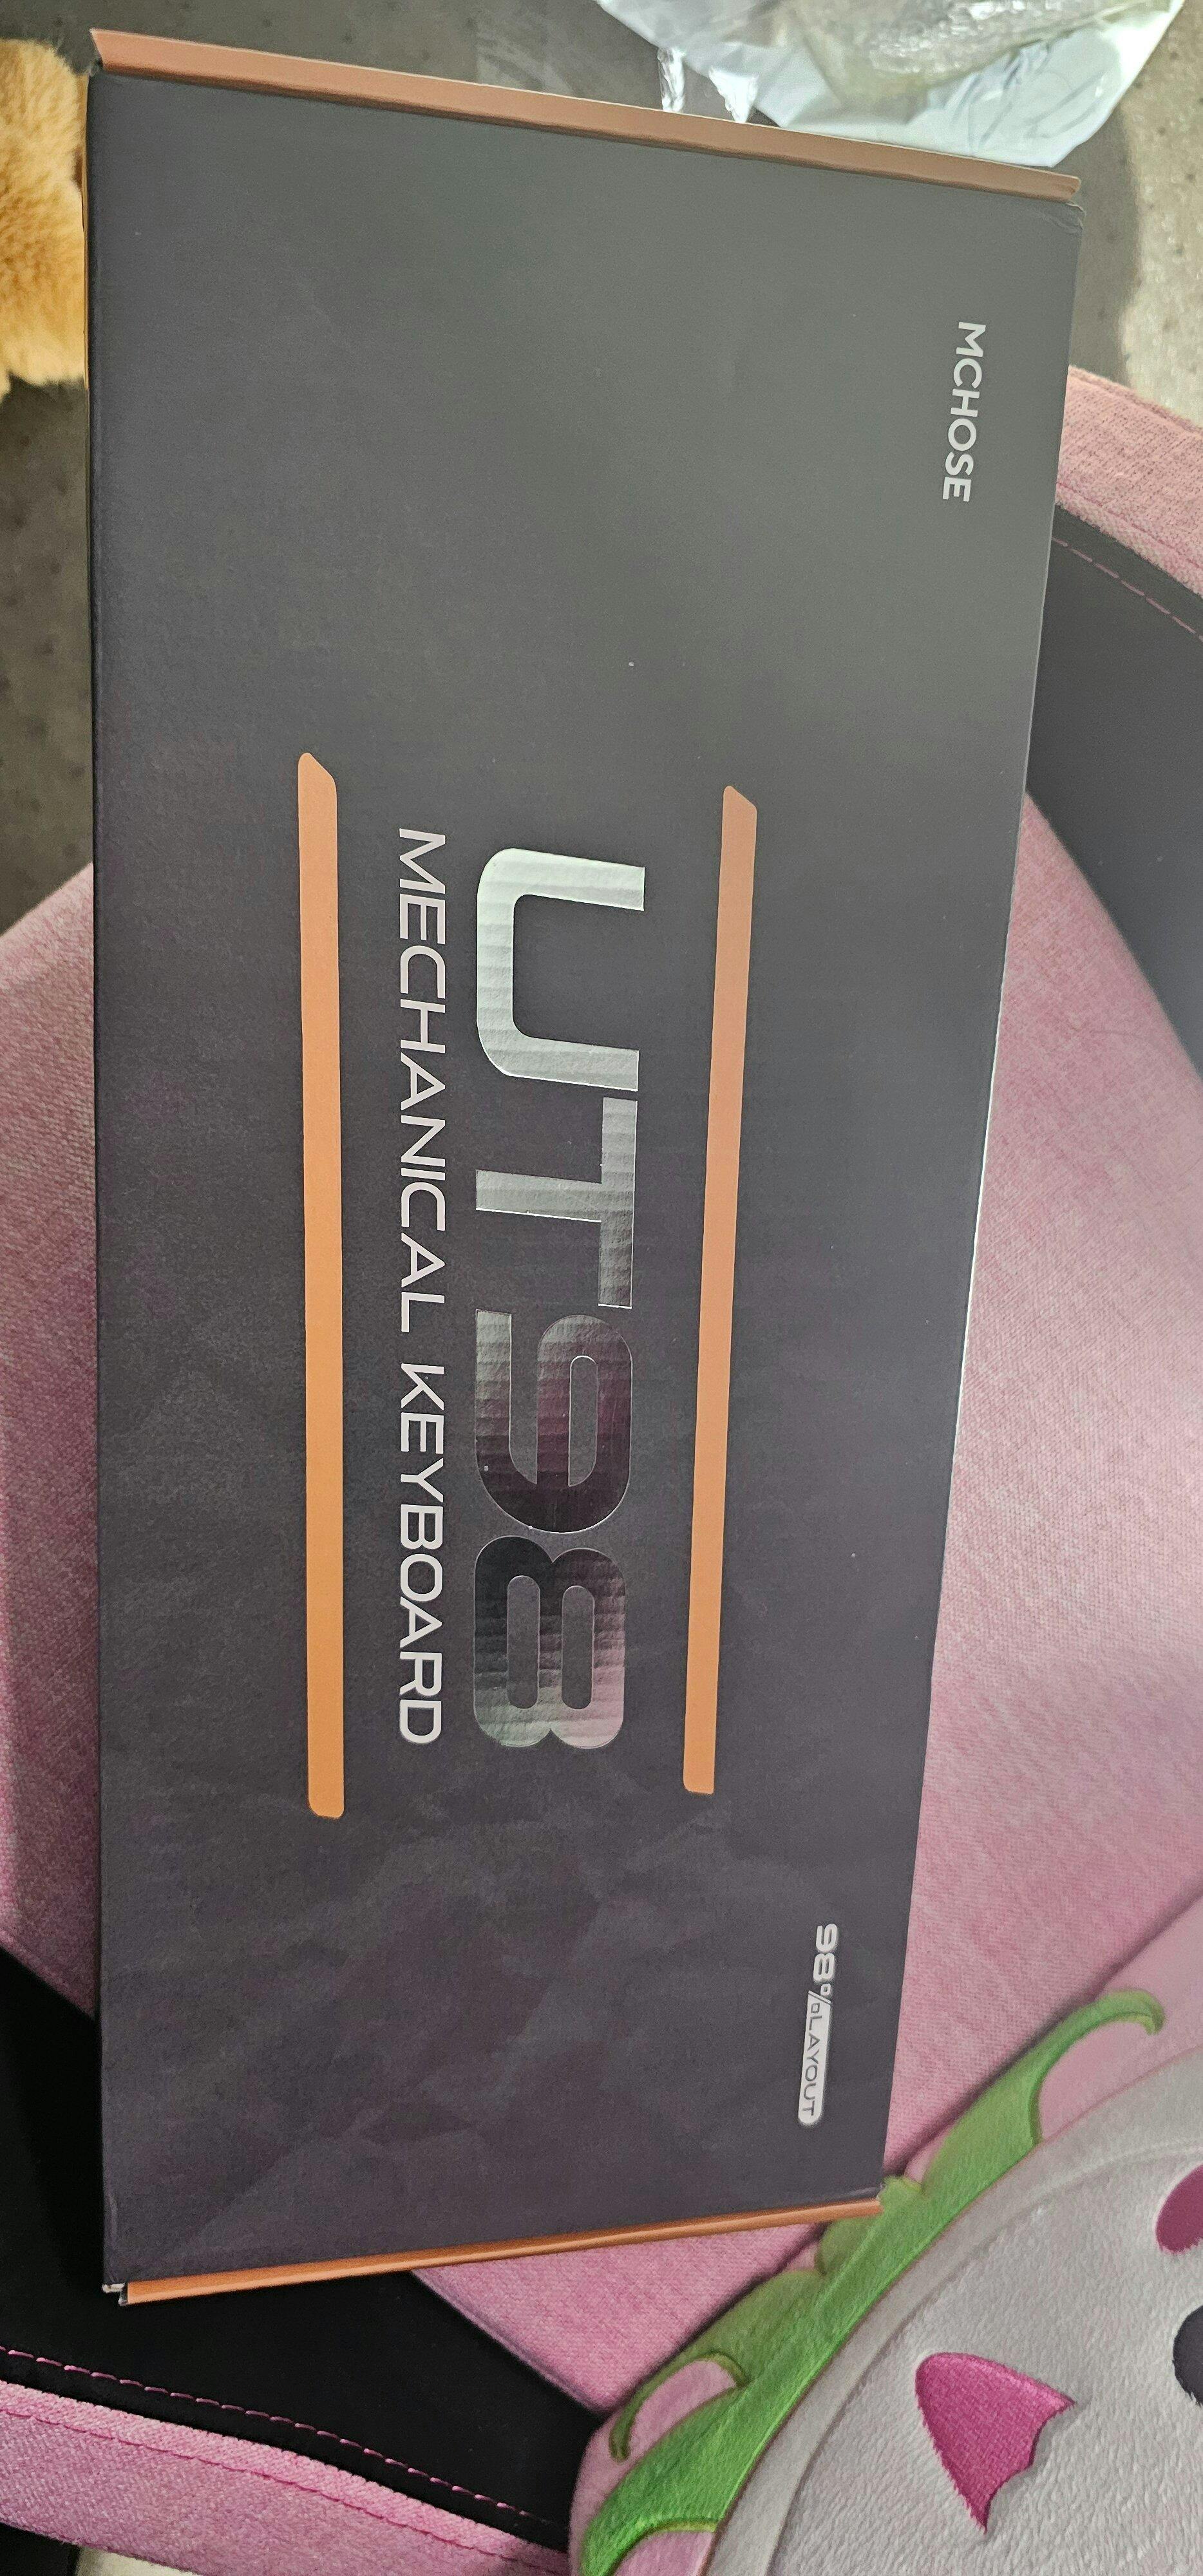 MCHOSE
98% LAYOUT
UT98
MECHANICAL KEYBOARD